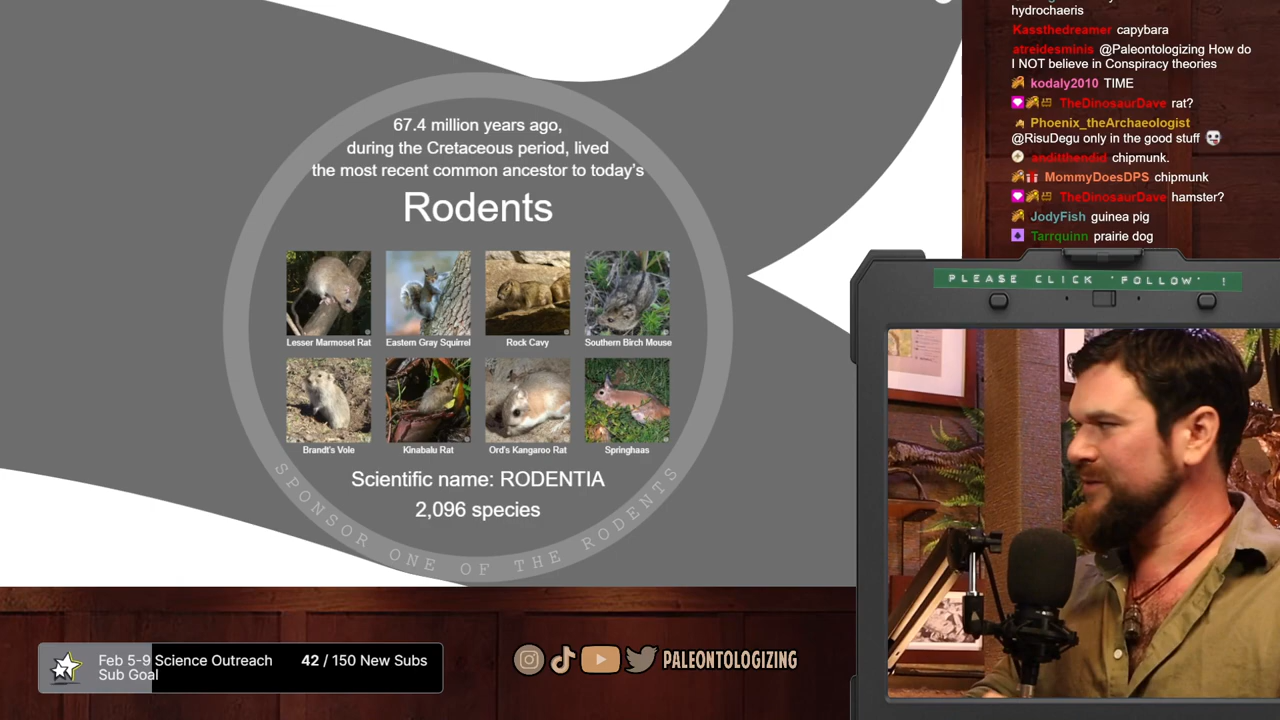 hydrochaeris
Kassthedreamer capybara
atreidesminis @Paleontologizing How do
I NOT believe in Conspiracy theories
kodaly2010 TIME
TheDinosaurDave rat?
Phoenix_theArchaeologist
@RisuDegu only in the good stuff
anditthendid chipmunk.
MommyDoesDPS chipmunk
TheDinosaurDave hamster?
JodyFish guinea pig
Tarrquinn prairie dog
67.4 million years ago,
during the Cretaceous period, lived
the most recent common ancestor to today's
Rodents
Lesser Marmoset Rat
Eastern Gray Squirrel
Rock Cavy
Southern Birch Mouse
Brandt's Vole
Kinabalu Rat
Ord's Kangaroo Rat
Springhaas
Scientific name: RODENTIA
2,096 species
SPONSOR ONE OF THE RODENTS
PLEASE CLICK 'FOLLOW' !
Feb 5-9 Science Outreach
Sub Goal
42 / 150 New Subs
PALEONTOLOGIZING